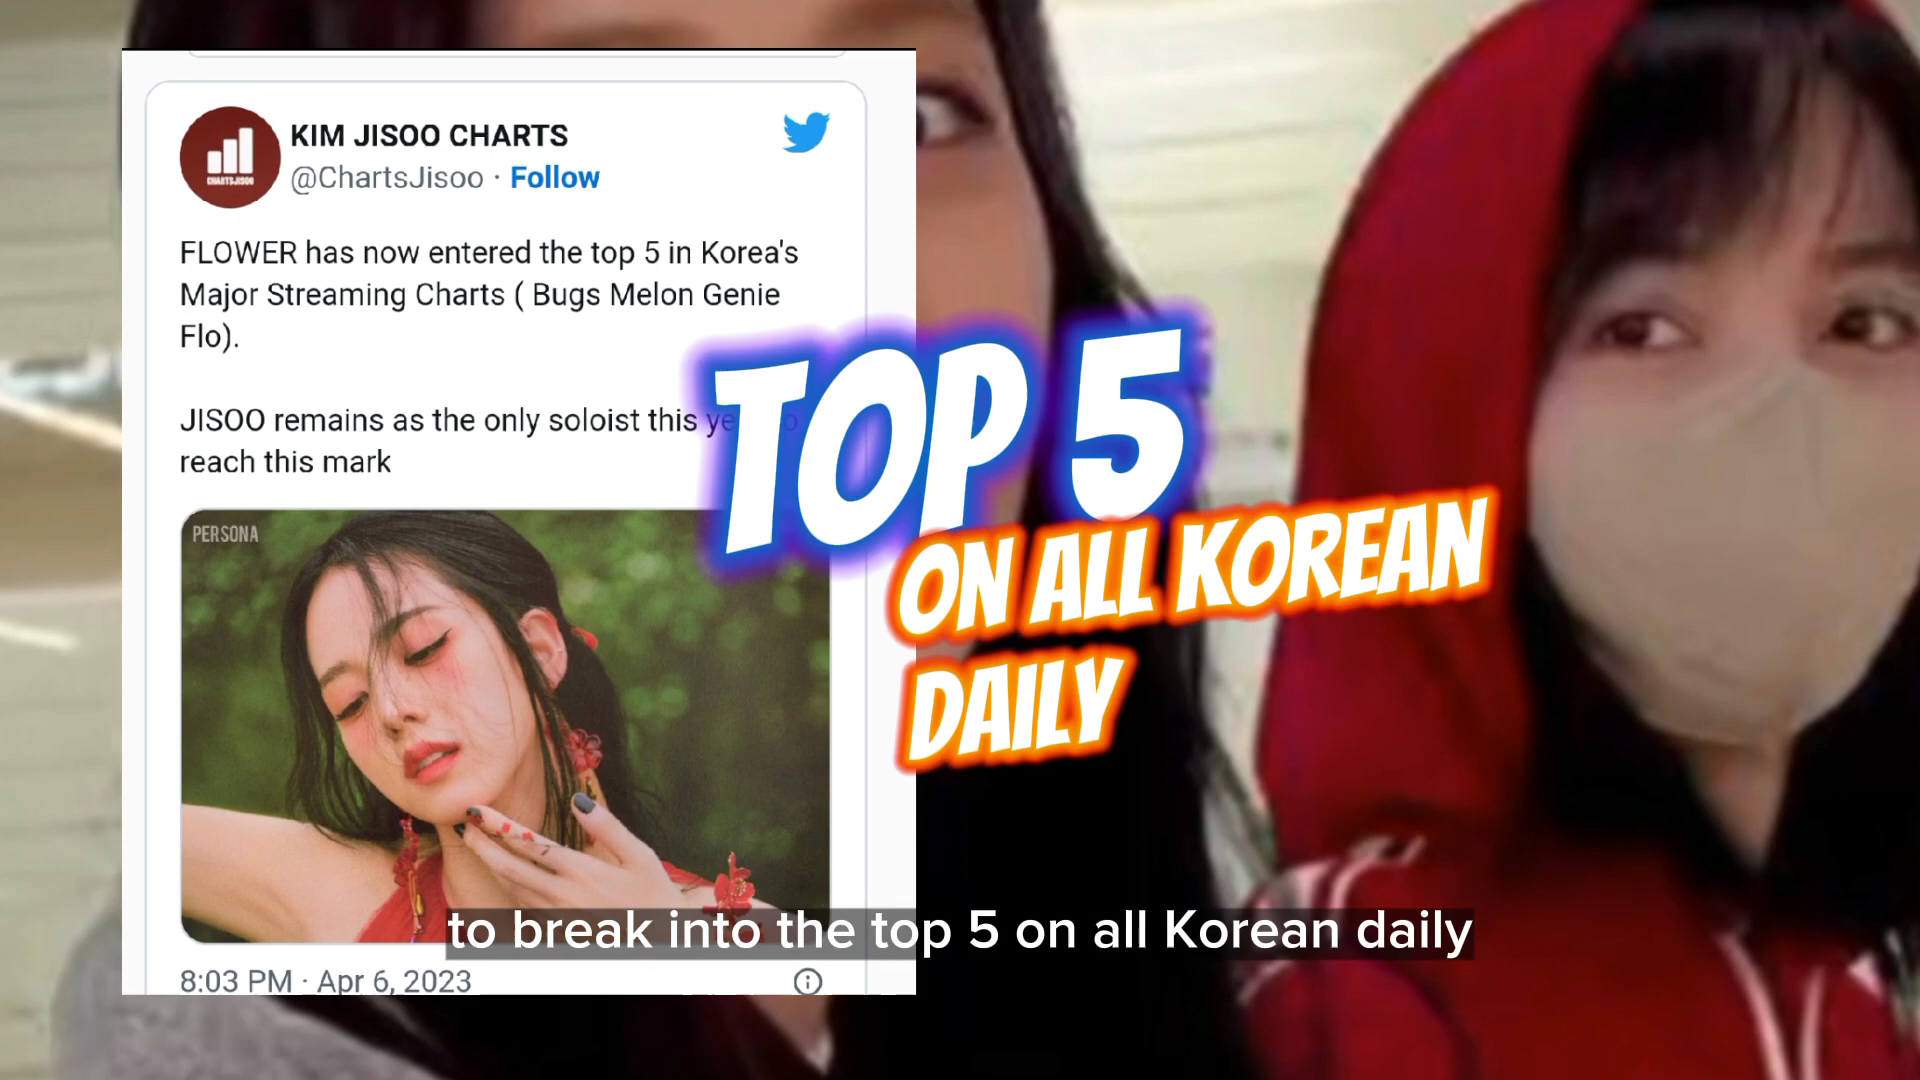 KIM JISOO CHARTS
@ChartsJisoo · Follow
CHARTSJISOO
FLOWER has now entered the top 5 in Korea's
Major Streaming Charts ( Bugs Melon Genie
Flo).
JISOO remains as the only soloist this
reach this mark
PERSONA
TOP 5
ON ALL KOREAN
DAILY
to break into the top 5 on all Korean daily
8:03 PM · Apr 6, 2023